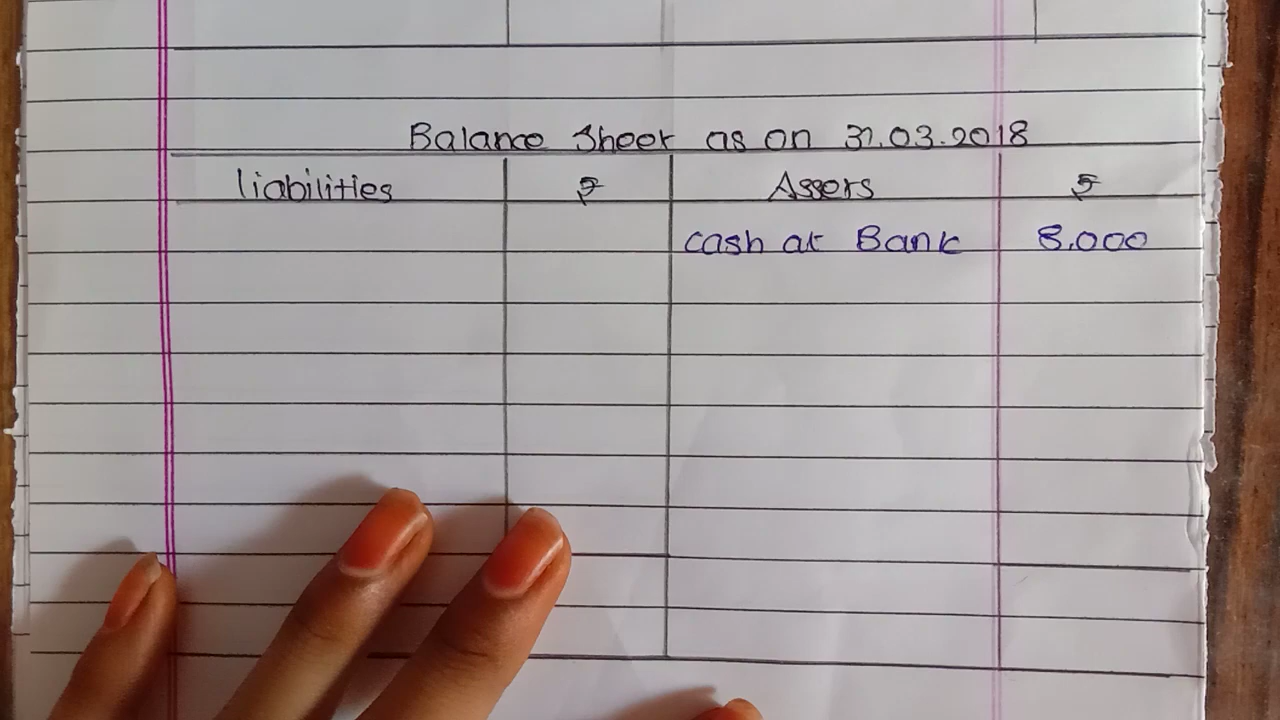 Balance Sheet as on 31.03.2018
liabilities ₹ Assets ₹
cash at Bank 8,000